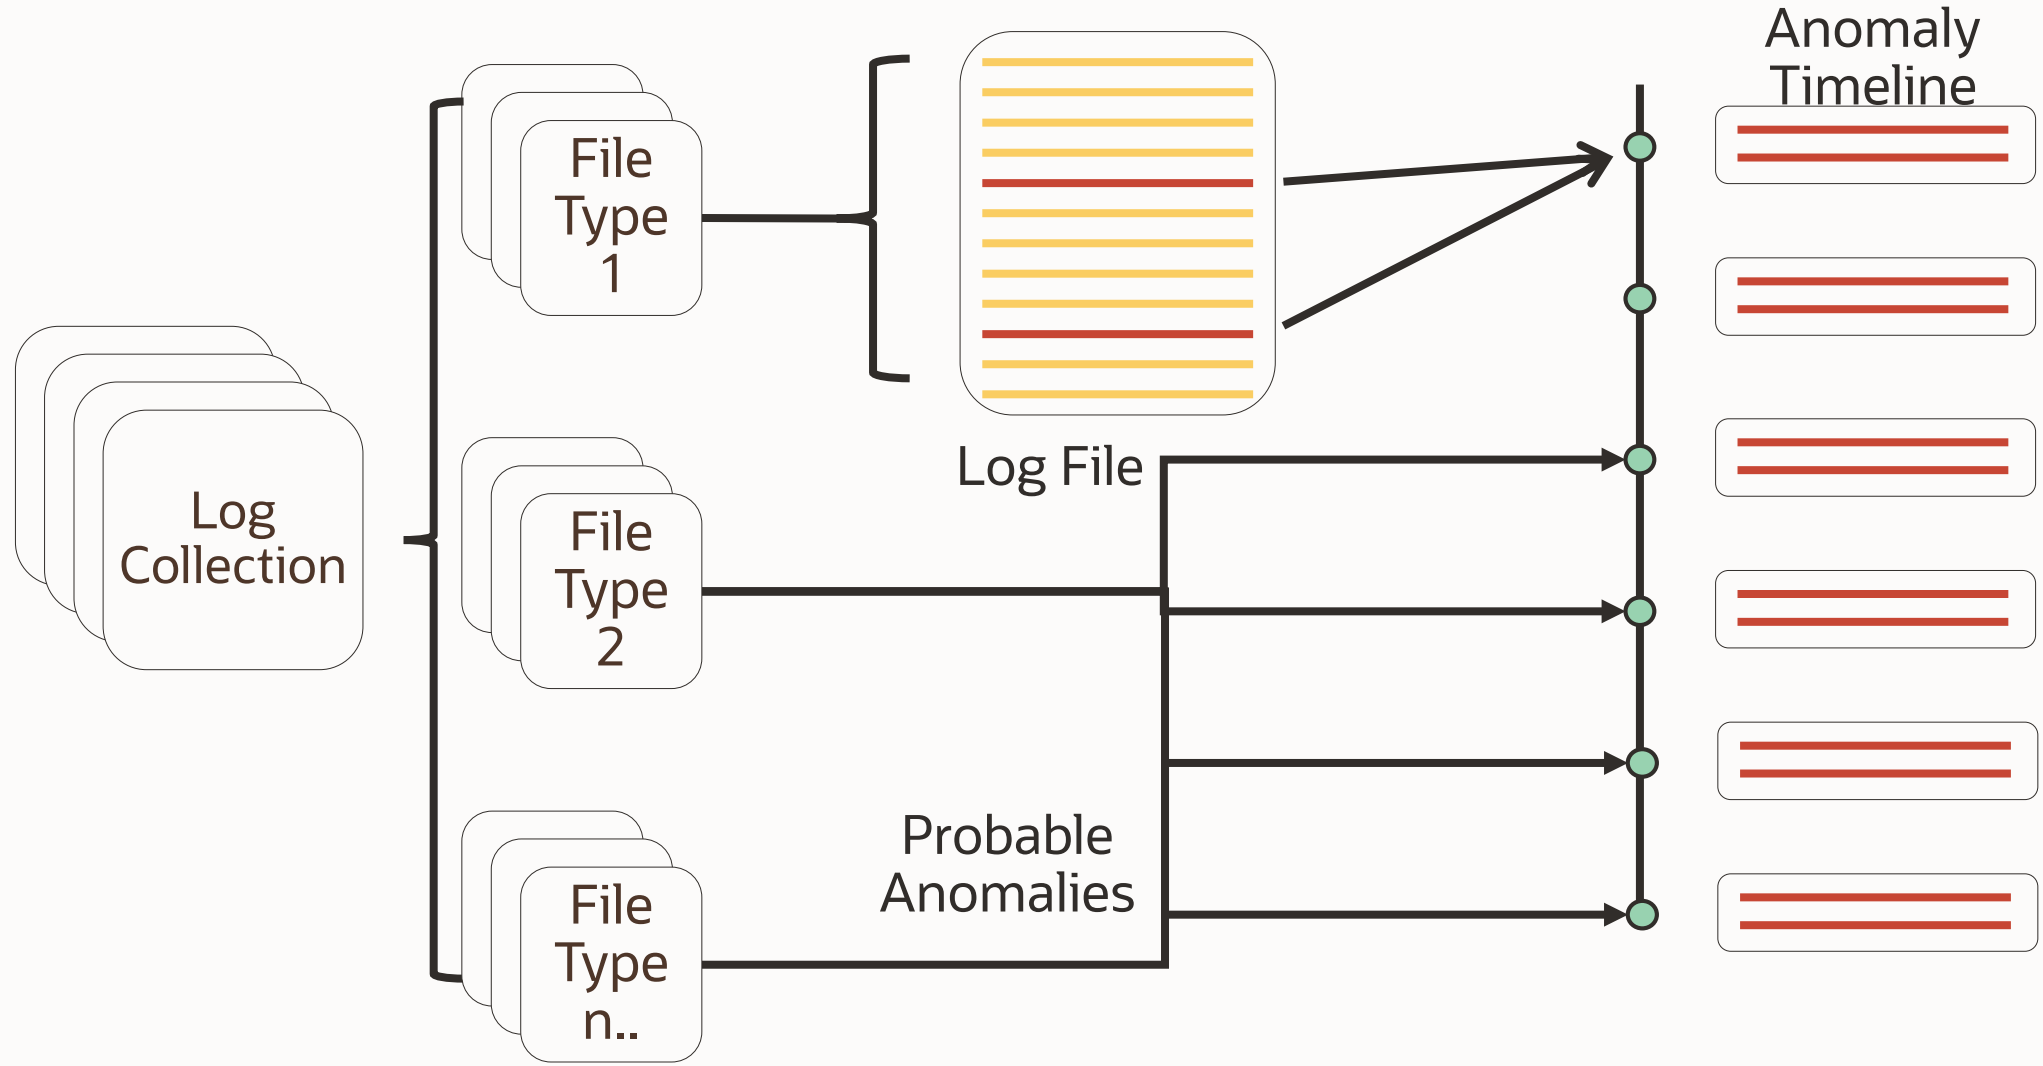 Anomaly
Timeline
File
Type
1
Log File
Log
Collection
File
Type
2
Probable
Anomalies
File
Type
n..